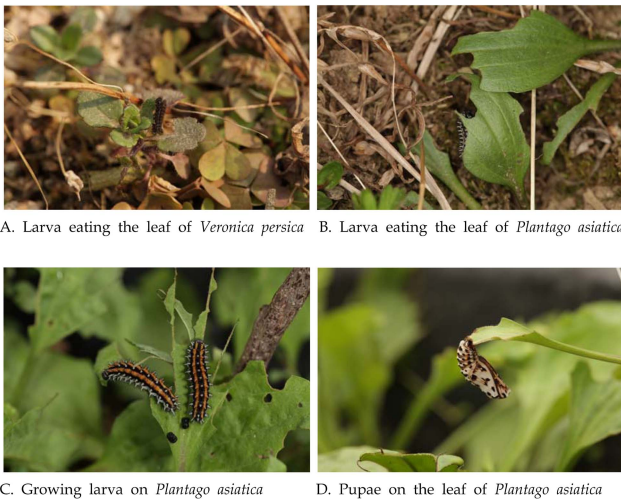 A. Larva eating the leaf of Veronica persica
B. Larva eating the leaf of Plantago asiatica
C. Growing larva on Plantago asiatica
D. Pupae on the leaf of Plantago asiatica